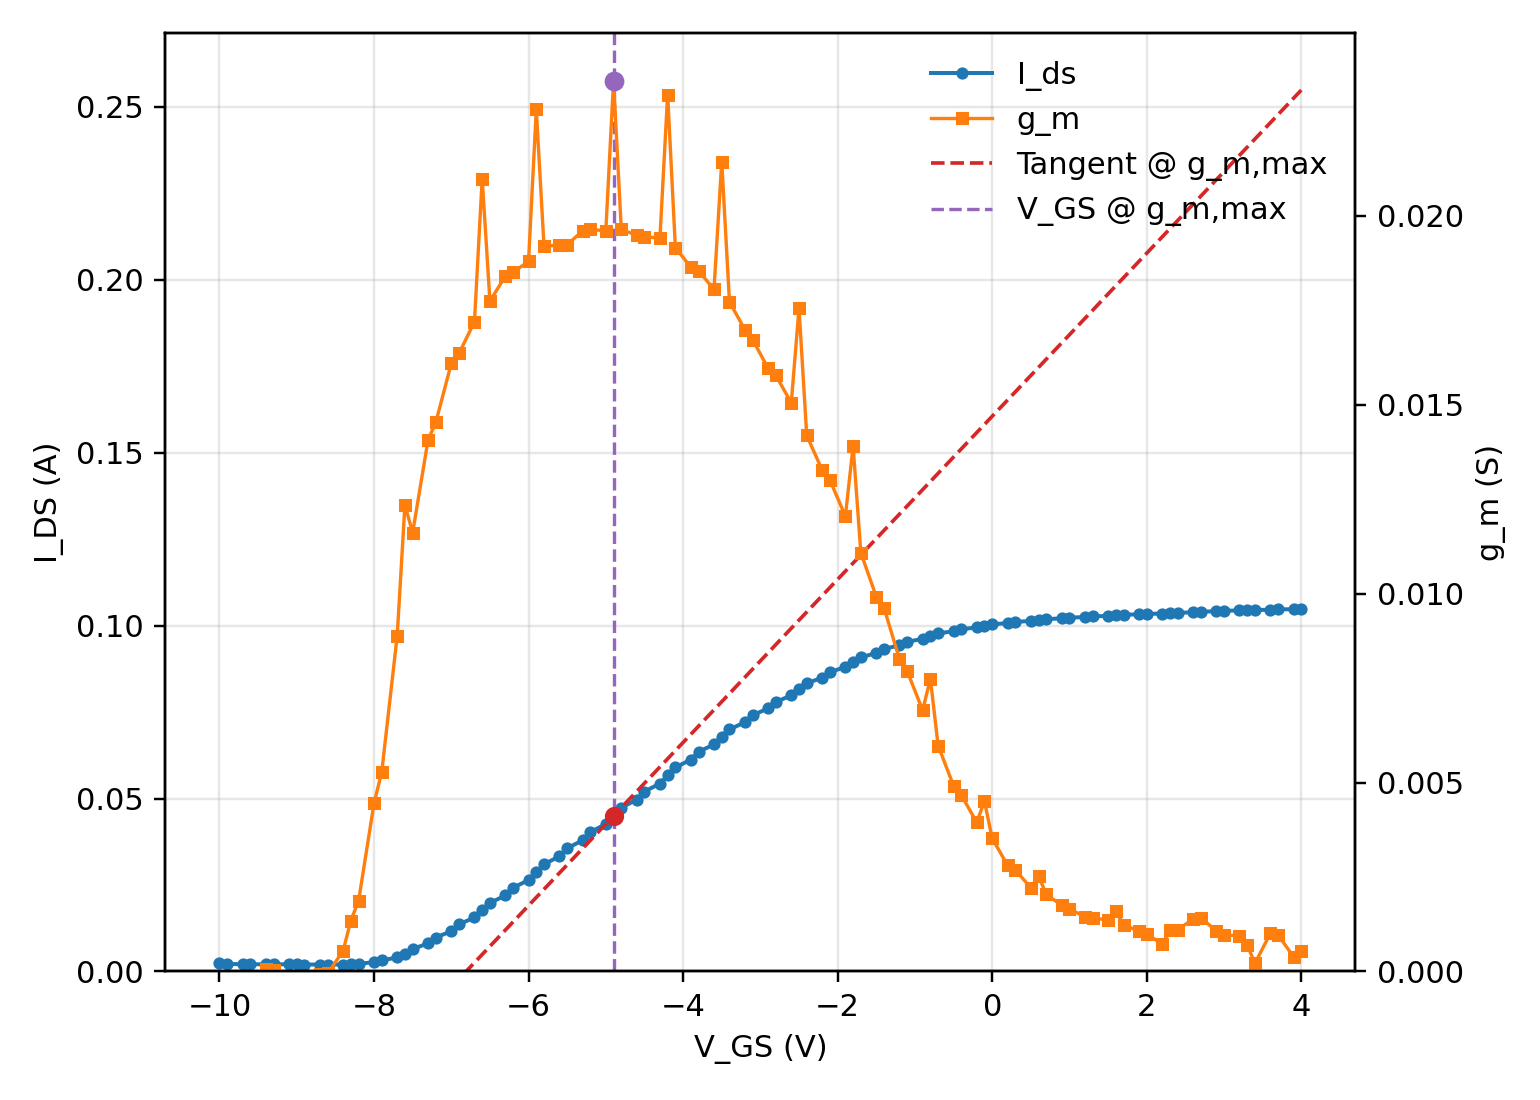 I_ds
g_m
Tangent @ g_m,max
V_GS @ g_m,max
0.25
0.20
0.15
0.10
0.05
0.00
I_DS (A)
0.020
0.015
0.010
0.005
0.000
g_m (S)
−10 −8 −6 −4 −2 0 2 4
V_GS (V)